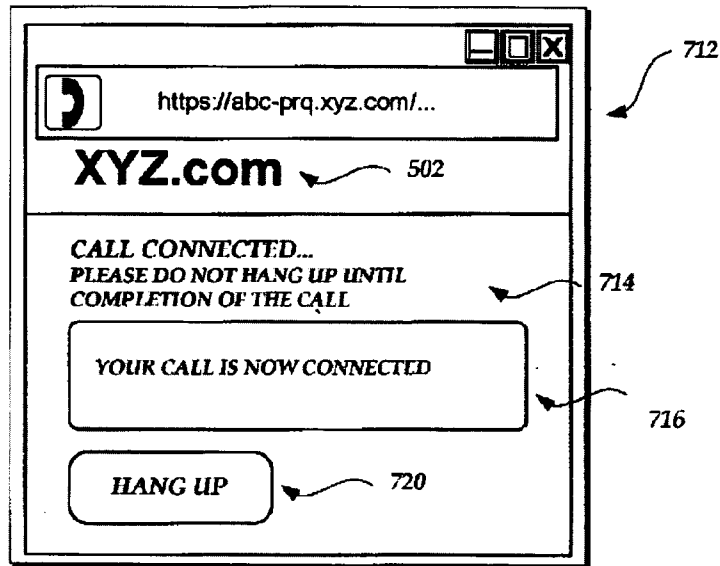 712
https://abc-prq.xyz.com/...
XYZ.com
502
CALL CONNECTED...
PLEASE DO NOT HANG UP UNTIL
COMPLETION OF THE CALL
714
YOUR CALL IS NOW CONNECTED
716
HANG UP
720